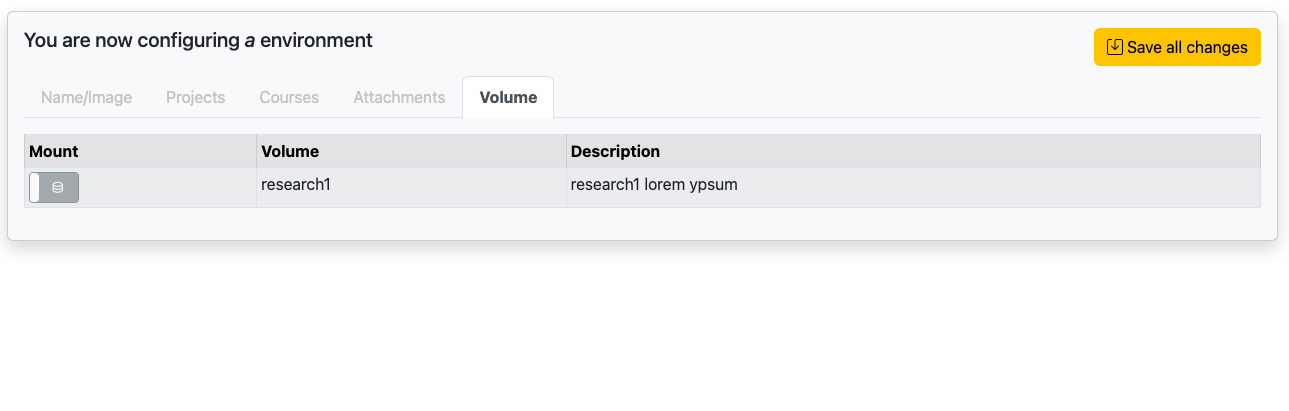 You are now configuring a environment
Save all changes
Name/Image Projects Courses Attachments Volume
Mount Volume Description
research1 research1 lorem ypsum